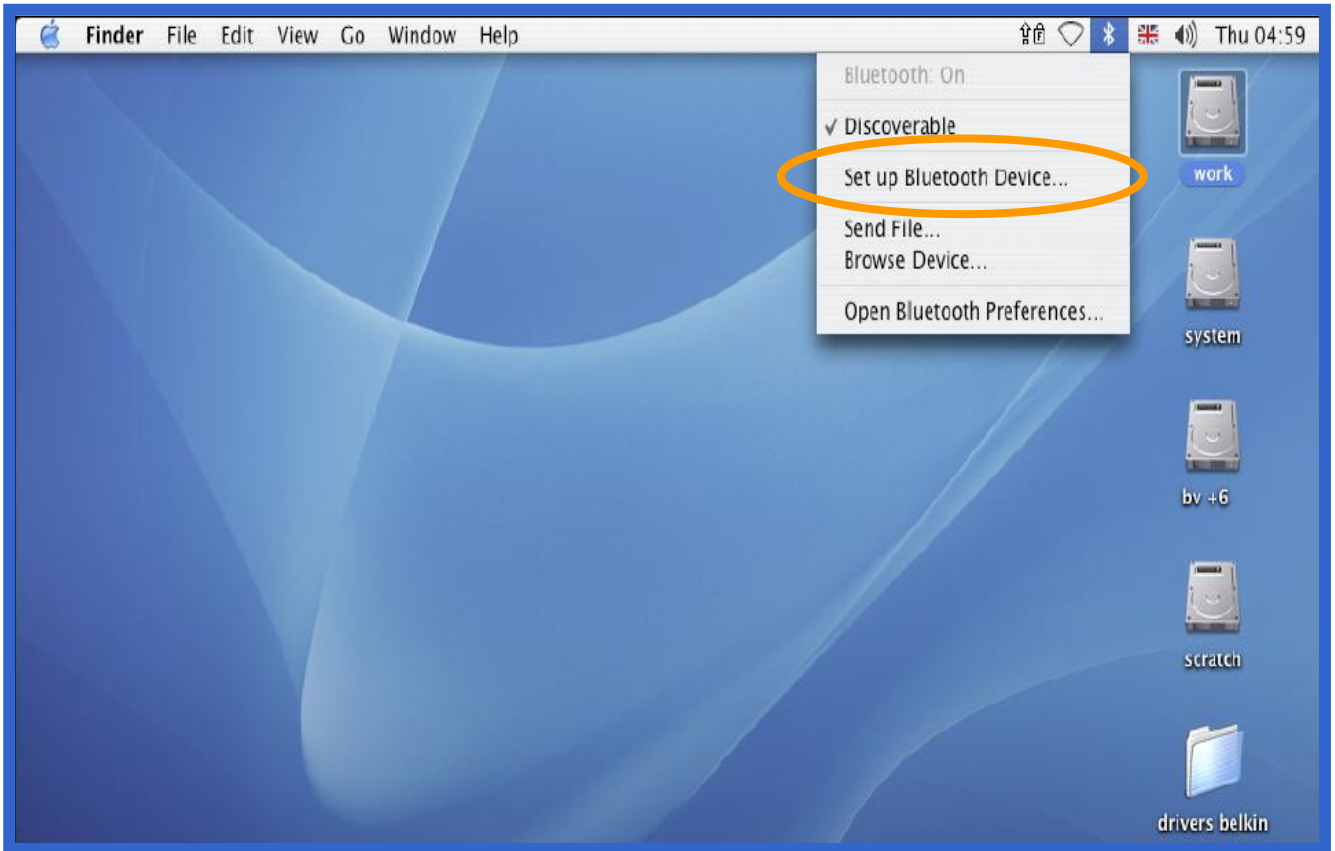 Finder File Edit View Go Window Help Thu 04:59
Bluetooth: On
✓ Discoverable
Set up Bluetooth Device...
Send File...
Browse Device...
Open Bluetooth Preferences...
work
system
bv +6
scratch
drivers belkin